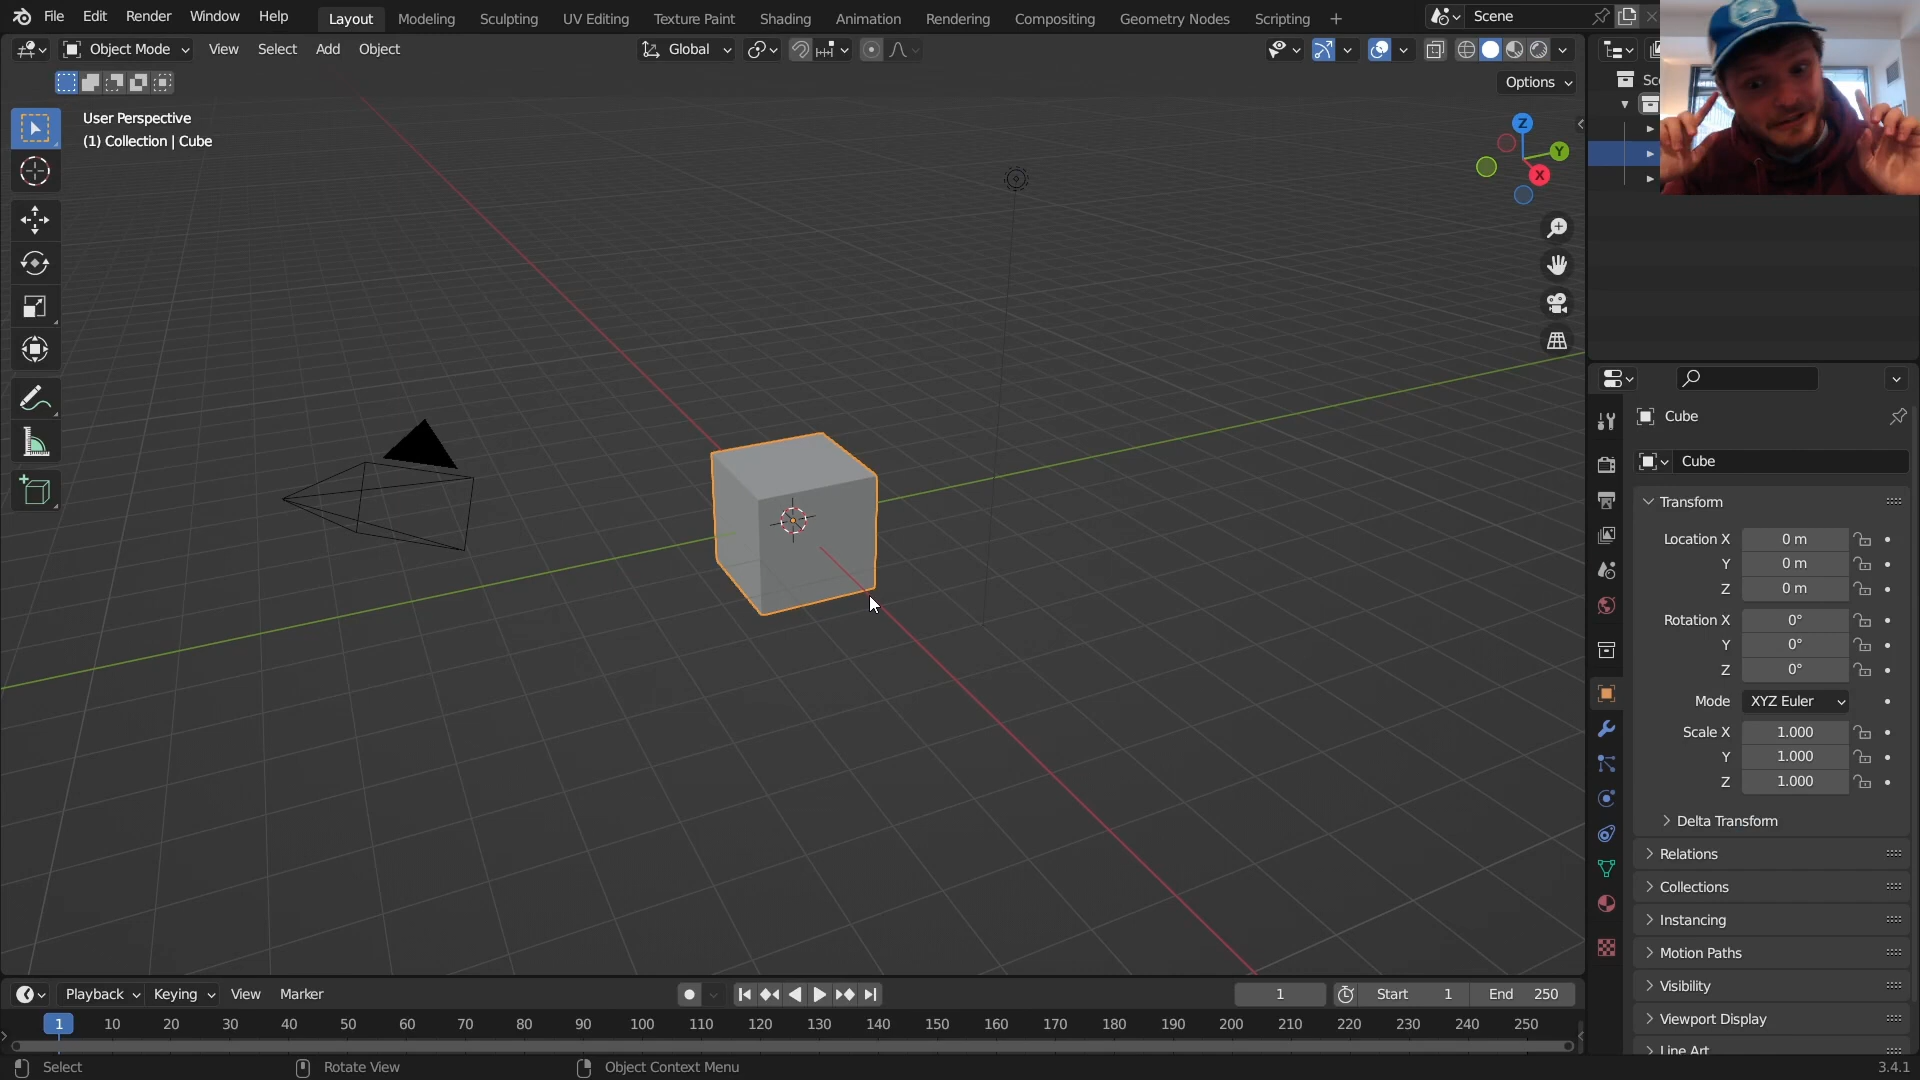 File Edit Render Window Help Layout Modeling Sculpting UV Editing Texture Paint Shading Animation Rendering Compositing Geometry Nodes Scripting + Scene
Object Mode View Select Add Object Global
Options
User Perspective
(1) Collection | Cube
Z
Y
X
Cube
Cube
Transform
Location X 0 m
Y 0 m
Z 0 m
Rotation X 0°
Y 0°
Z 0°
Mode XYZ Euler
Scale X 1.000
Y 1.000
Z 1.000
Delta Transform
Relations
Collections
Instancing
Motion Paths
Visibility
Viewport Display
Line Art
Playback Keying View Marker 1 Start 1 End 250
1 10 20 30 40 50 60 70 80 90 100 110 120 130 140 150 160 170 180 190 200 210 220 230 240 250
Select Rotate View Object Context Menu 3.4.1